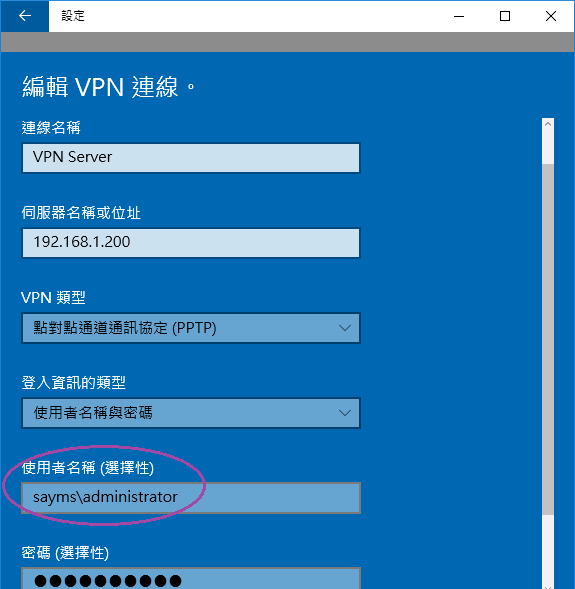 設定
編輯 VPN 連線。
連線名稱
VPN Server
伺服器名稱或位址
192.168.1.200
VPN 類型
點對點通道通訊協定 (PPTP)
登入資訊的類型
使用者名稱與密碼
使用者名稱 (選擇性)
sayms\administrator
密碼 (選擇性)
●●●●●●●●●●